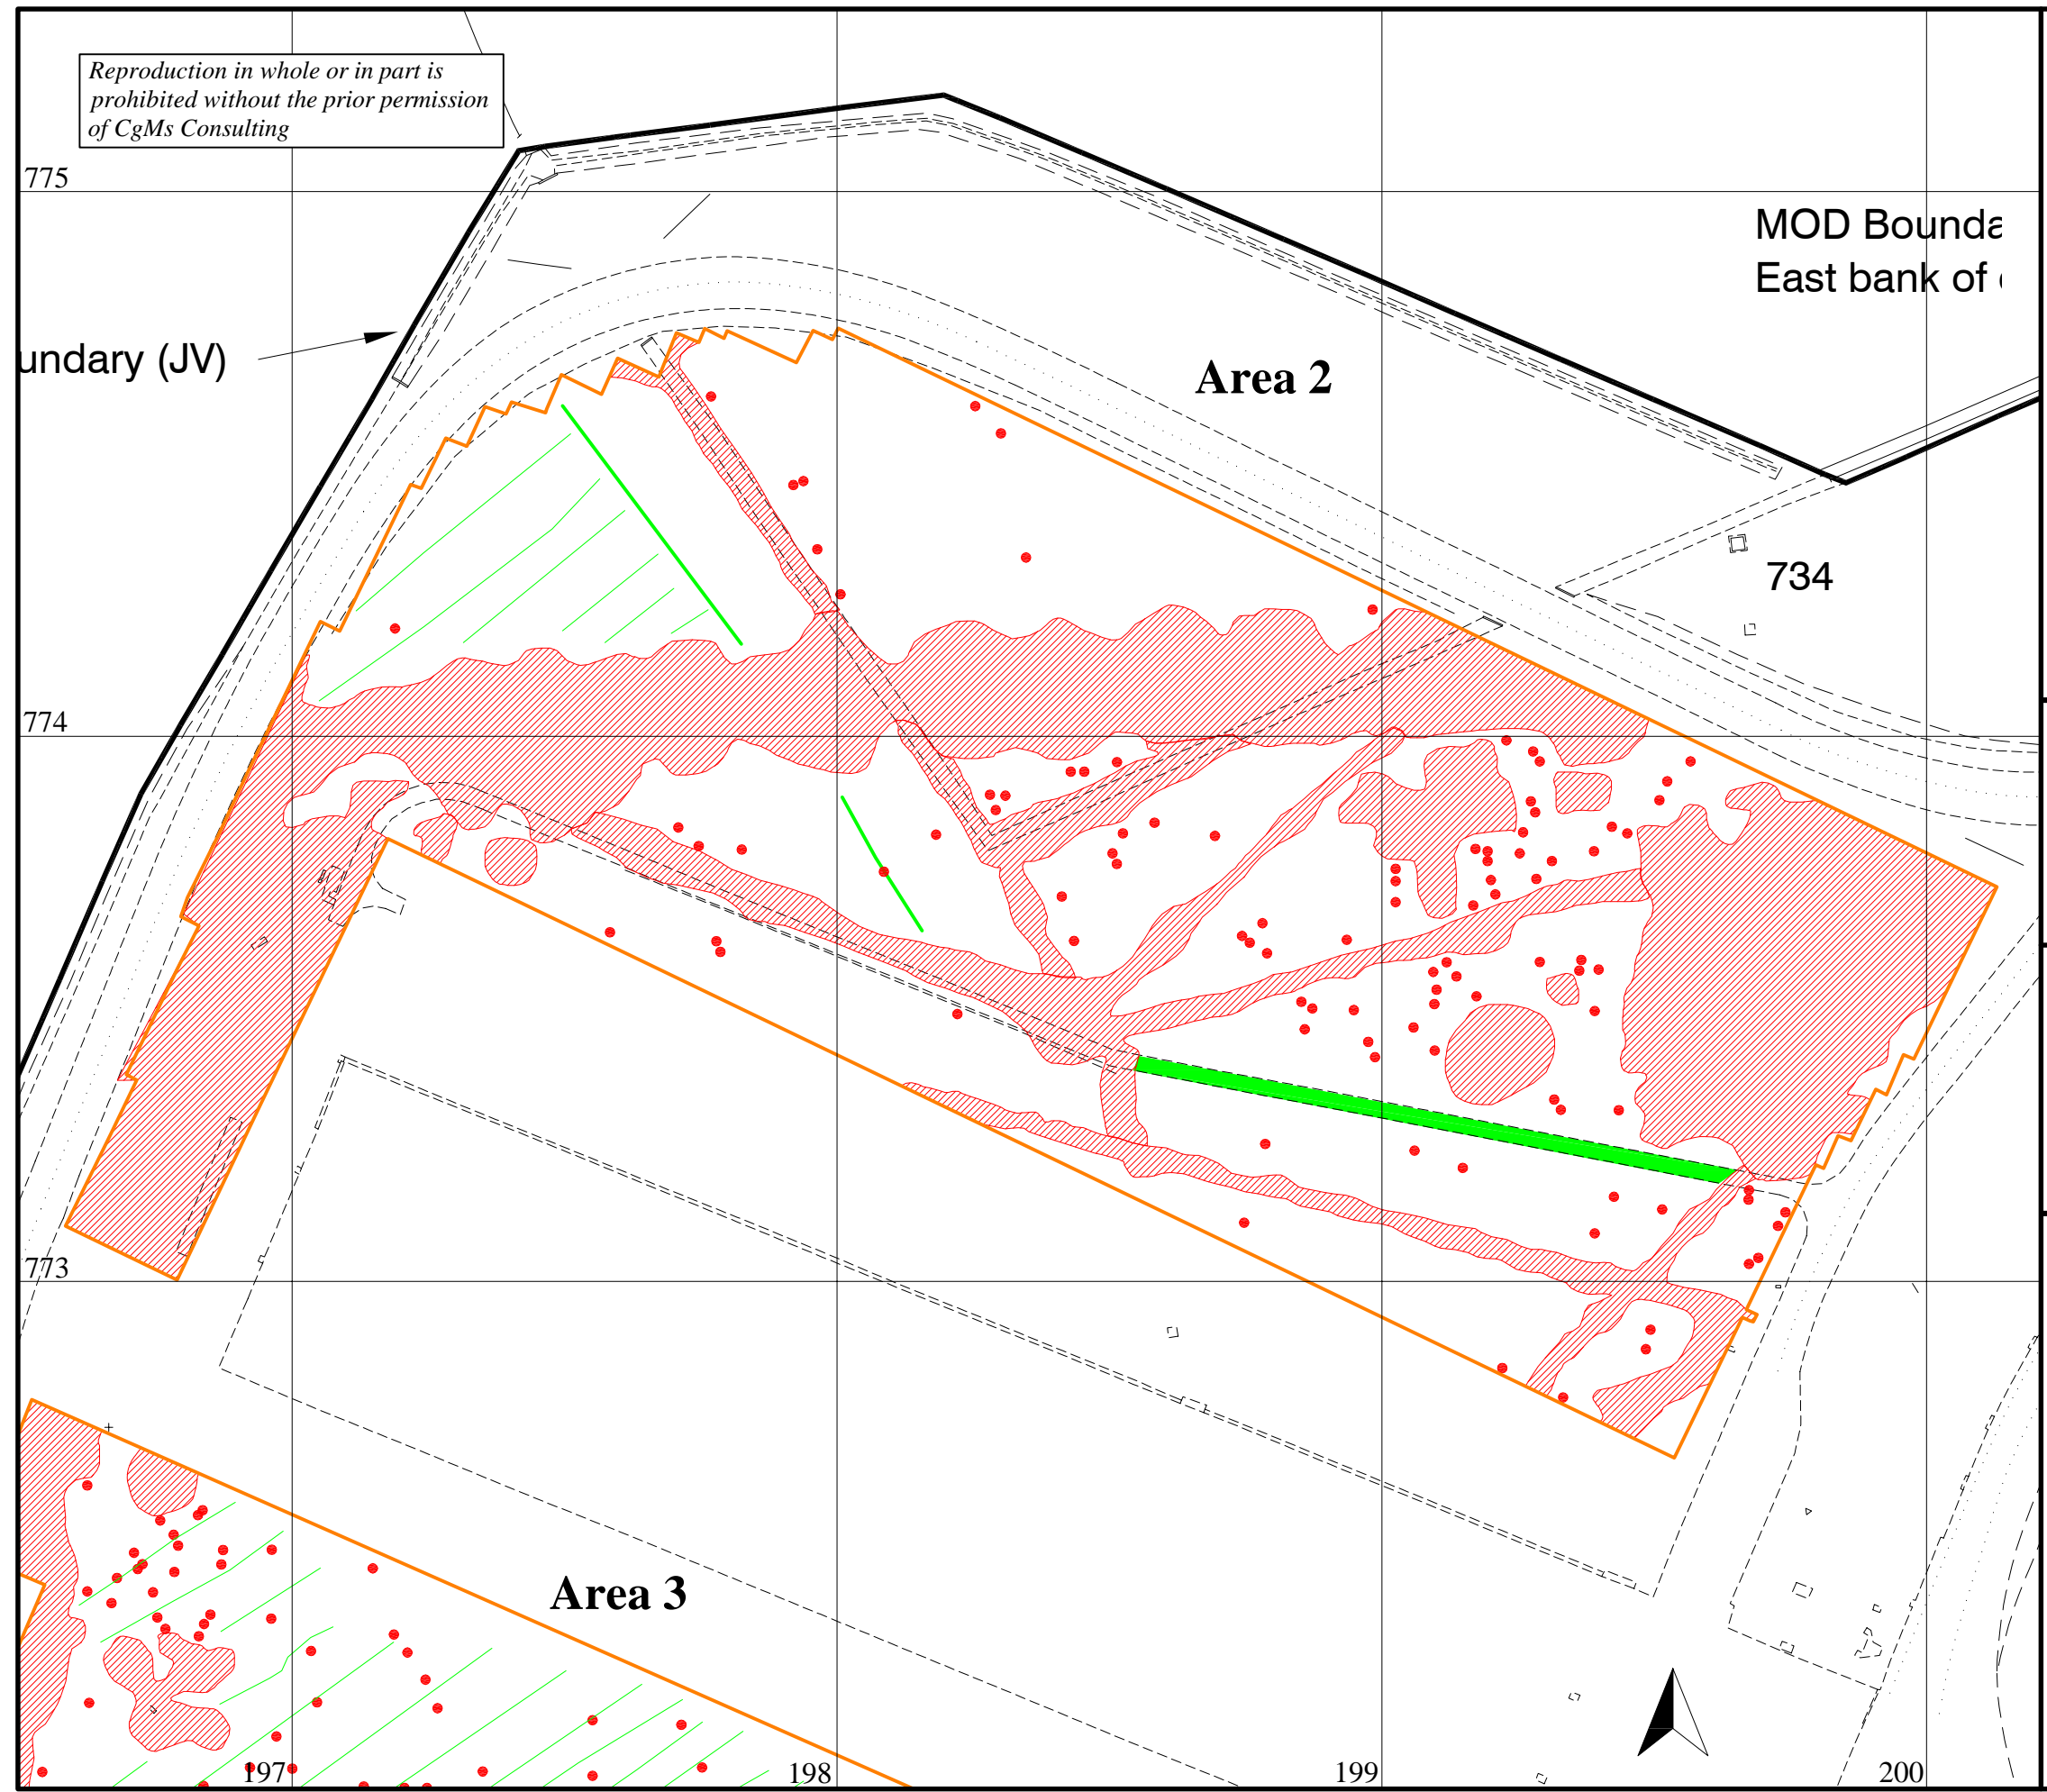 Reproduction in whole or in part is
prohibited without the prior permission
of CgMs Consulting
775
MOD Bounda
East bank of
undary (JV)
Area 2
734
774
773
Area 3
197
198
199
200